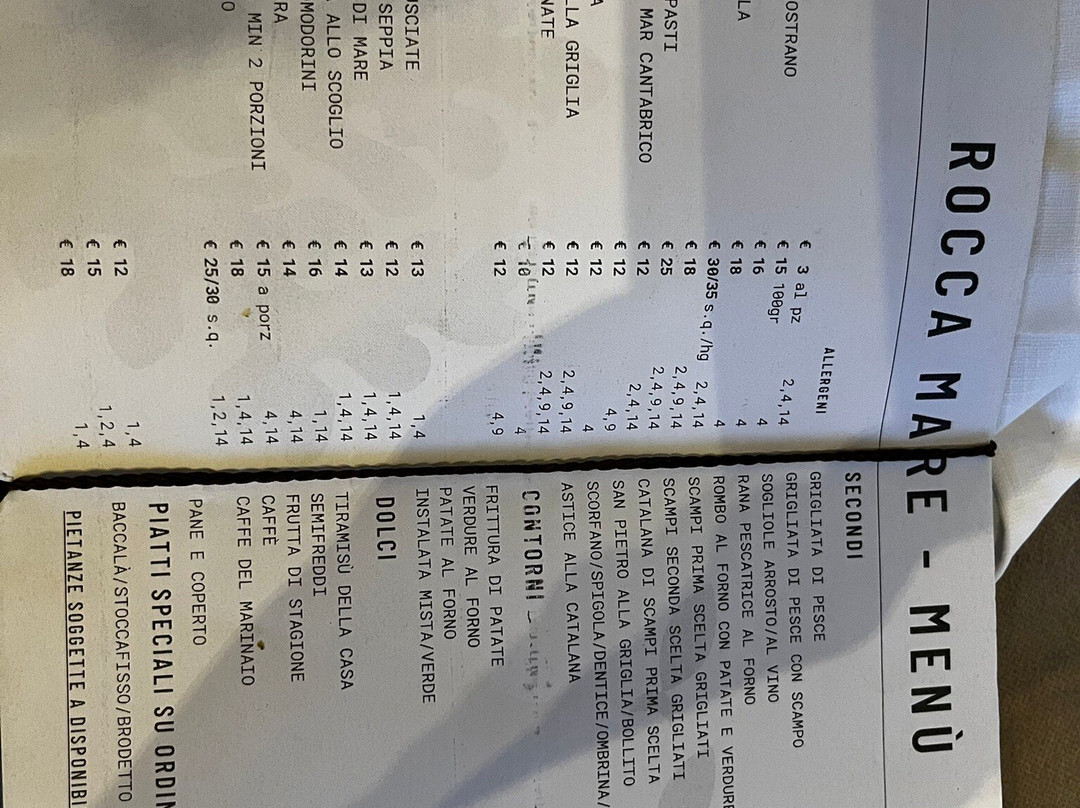 ROCCA MARE - MENÙ
ALLERGENI
€ 3 al pz 2,4,14
OSTRANO € 15 100gr 4
€ 16 4
LA € 18 4
€ 30/35 s.q./hg 2,4,14
€ 18 2,4,9,14
PASTI € 25 2,4,9,14
MAR CANTABRICO € 12 2,4,14
€ 12 4,9
A € 12 4
LLA GRIGLIA € 12 2,4,9,14
NATE € 12 2,4,9,14
€ 18 4
€ 12 4,9
USCIATE € 13 1,4
SEPPIA € 12 1,4,14
DI MARE € 13 1,4,14
ALLO SCOGLIO € 14 1,4,14
MODORINI € 16 1,14
RA € 14 4,14
MIN 2 PORZIONI € 15 a porz 4,14
O € 18 1,4,14
€ 25/30 s.q. 1,2,14
€ 12 1,4
€ 15 1,2,4
€ 18 1,4
SECONDI
GRIGLIATA DI PESCE
GRIGLIATA DI PESCE CON SCAMPO
SOGLIOLE ARROSTO/AL VINO
RANA PESCATRICE AL FORNO
ROMBO AL FORNO CON PATATE E VERDURE
SCAMPI PRIMA SCELTA GRIGLIATI
SCAMPI SECONDA SCELTA GRIGLIATI
CATALANA DI SCAMPI PRIMA SCELTA
SAN PIETRO ALLA GRIGLIA/BOLLITO
SCORFANO/SPIGOLA/DENTICE/OMBRINA/
ASTICE ALLA CATALANA
CONTORNI
FRITTURA DI PATATE
VERDURE AL FORNO
PATATE AL FORNO
INSTALATA MISTA/VERDE
DOLCI
TIRAMISÙ DELLA CASA
SEMIFREDDI
FRUTTA DI STAGIONE
CAFFÈ
CAFFE DEL MARINAIO
PANE E COPERTO
PIATTI SPECIALI SU ORDIN
BACCALÀ/STOCCAFISSO/BRODETTO
PIETANZE SOGGETTE A DISPONIBI